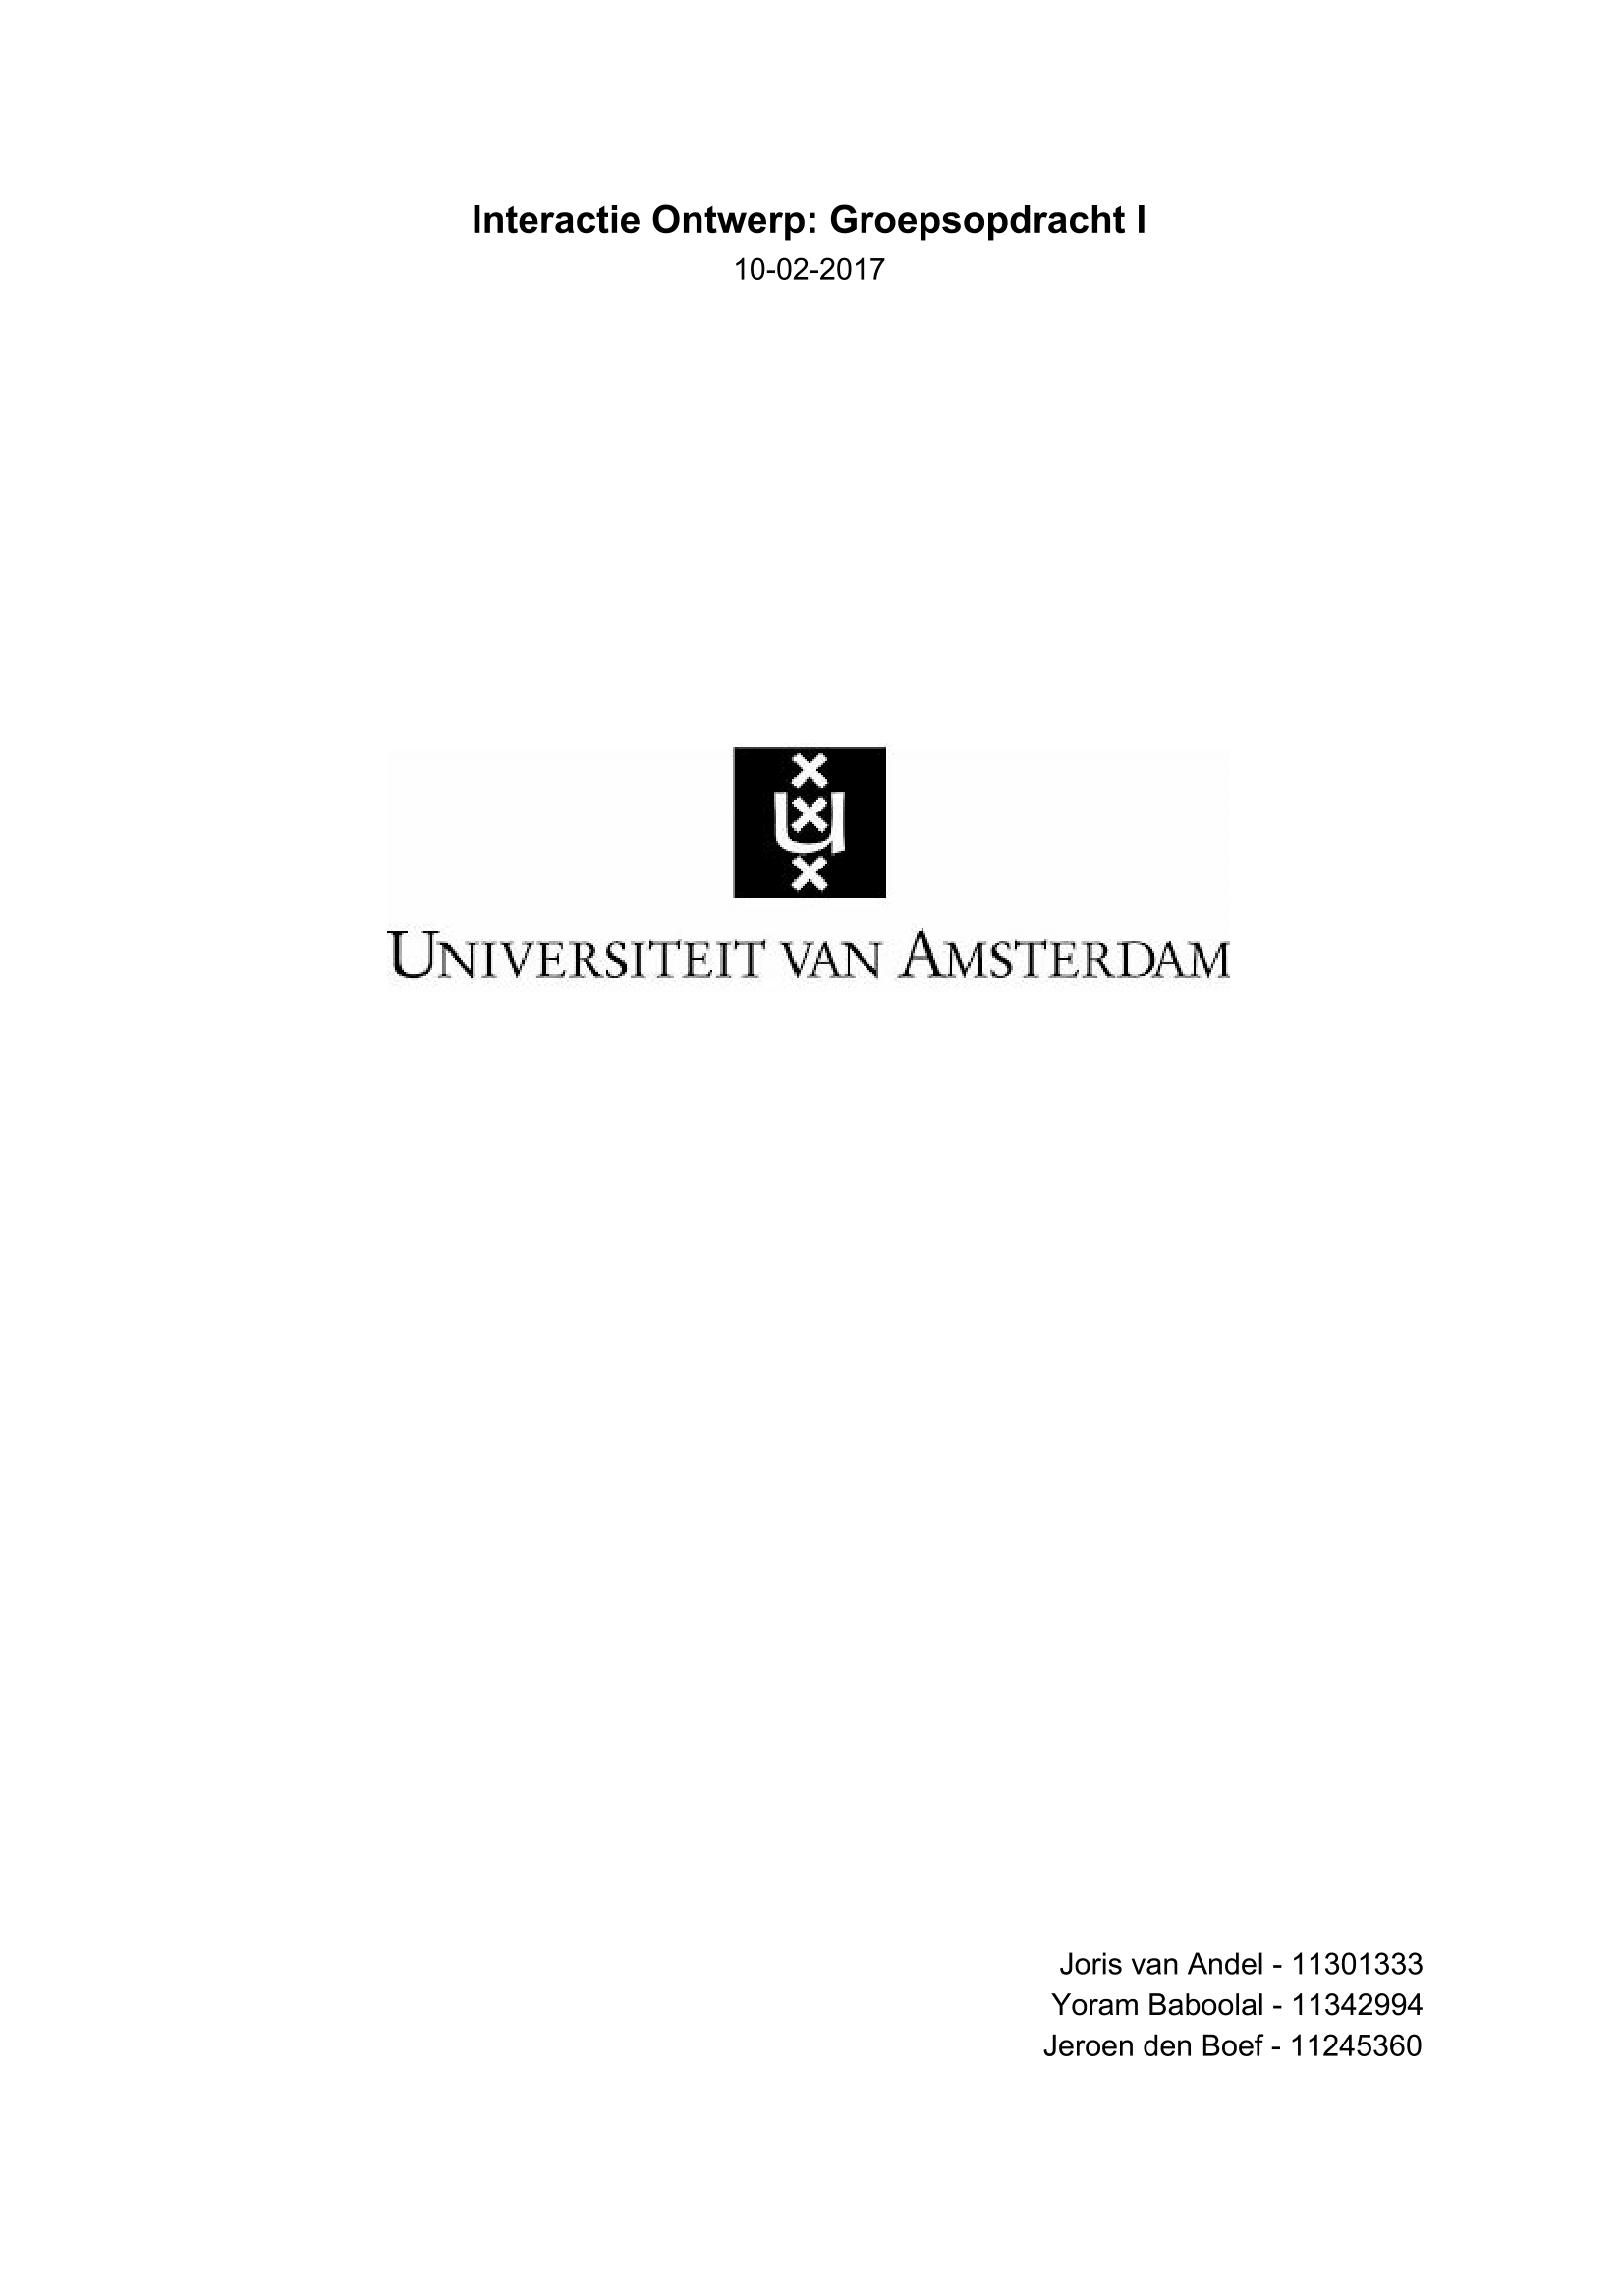 Interactie Ontwerp: Groepsopdracht I
10-02-2017
UNIVERSITEIT VAN AMSTERDAM
Joris van Andel - 11301333
Yoram Baboolal - 11342994
Jeroen den Boef - 11245360